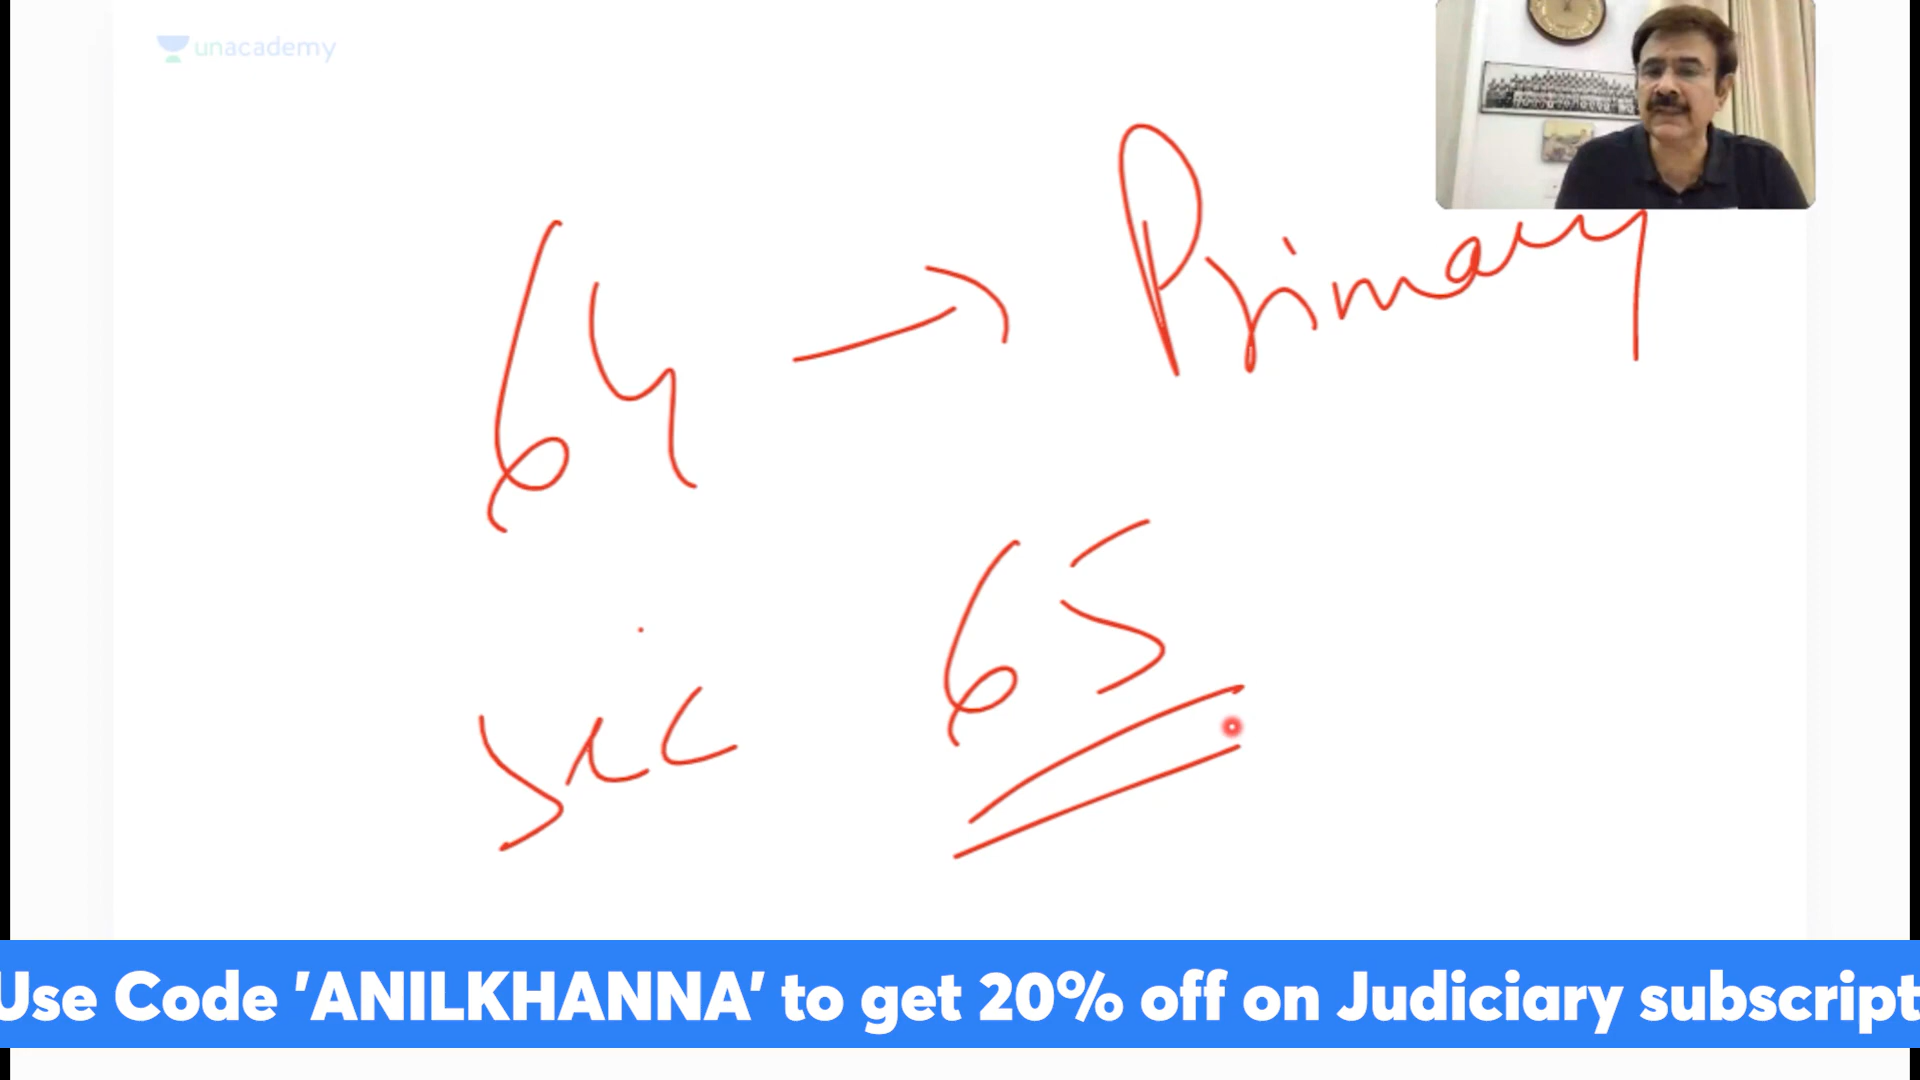 unacademy
64 → Primary
Sec 65
Use Code 'ANILKHANNA' to get 20% off on Judiciary subscript